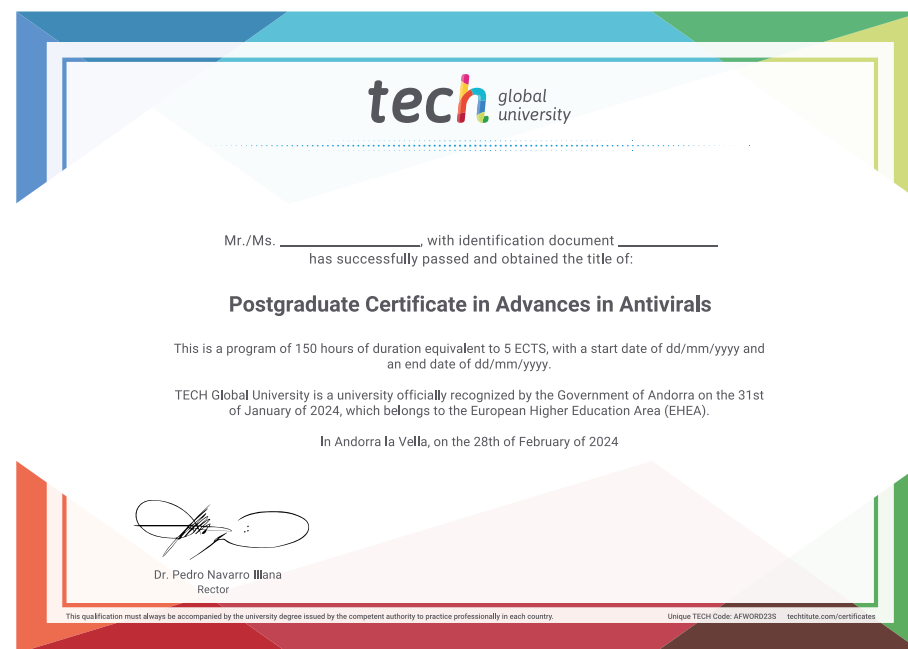 tech global
university
Mr./Ms. ____________________, with identification document ______________
has successfully passed and obtained the title of:
Postgraduate Certificate in Advances in Antivirals
This is a program of 150 hours of duration equivalent to 5 ECTS, with a start date of dd/mm/yyyy and
an end date of dd/mm/yyyy.
TECH Global University is a university officially recognized by the Government of Andorra on the 31st
of January of 2024, which belongs to the European Higher Education Area (EHEA).
In Andorra la Vella, on the 28th of February of 2024
Dr. Pedro Navarro Illana
Rector
This qualification must always be accompanied by the university degree issued by the competent authority to practice professionally in each country. Unique TECH Code: AFWORD23S techtitute.com/certificates